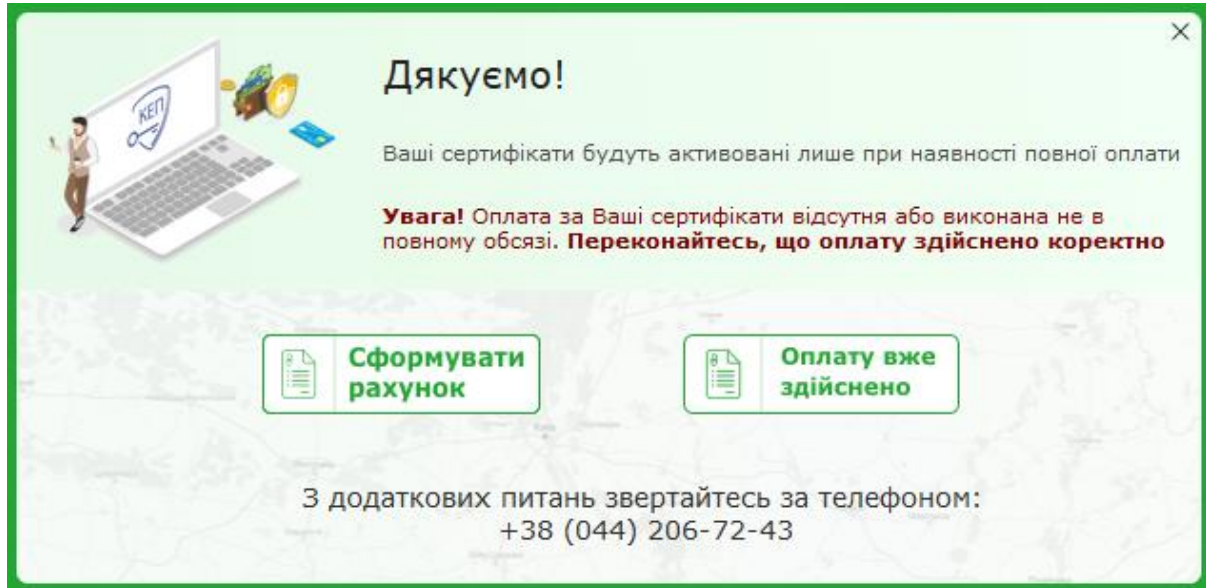 Дякуємо!
КЕП
Ваші сертифікати будуть активовані лише при наявності повної оплати
Увага! Оплата за Ваші сертифікати відсутня або виконана не в
повному обсязі. Переконайтесь, що оплату здійснено коректно
Сформувати
рахунок
Оплату вже
здійснено
З додаткових питань звертайтесь за телефоном:
+38 (044) 206-72-43